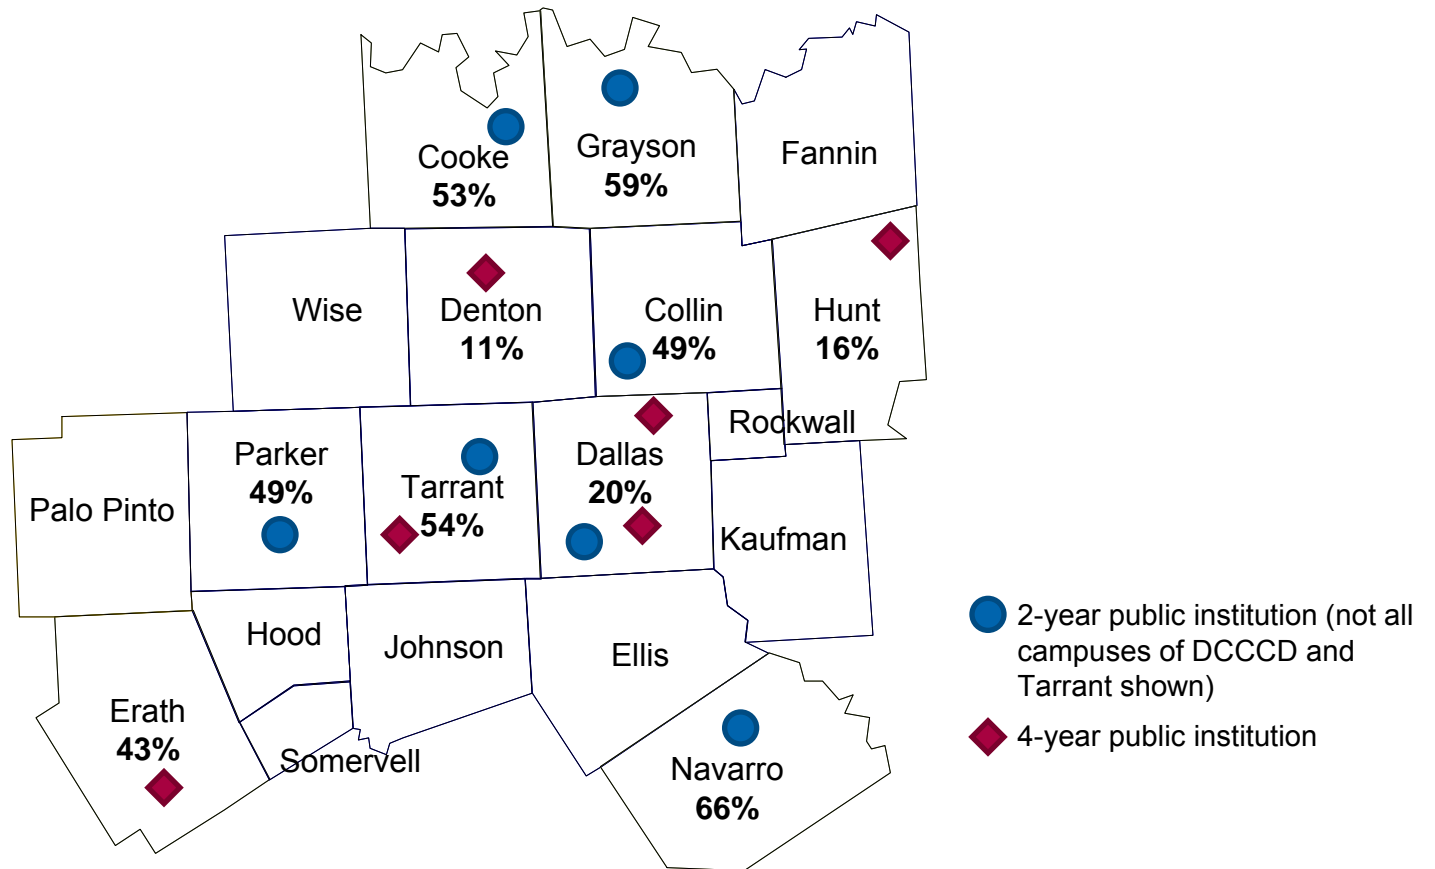 Cooke
53%
Grayson
59%
Fannin
Wise
Denton
11%
Collin
49%
Hunt
16%
Rockwall
Palo Pinto
Parker
49%
Tarrant
54%
Dallas
20%
Kaufman
Hood
Johnson
Ellis
Erath
43%
Somervell
Navarro
66%
2-year public institution (not all
campuses of DCCCD and
Tarrant shown)
4-year public institution